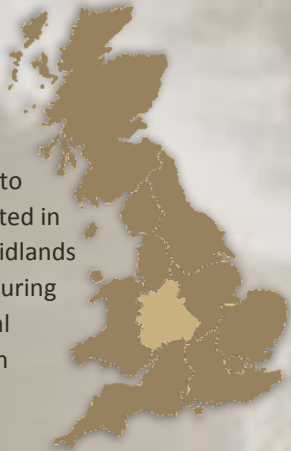 to
ted in
idlands
uring
al
n